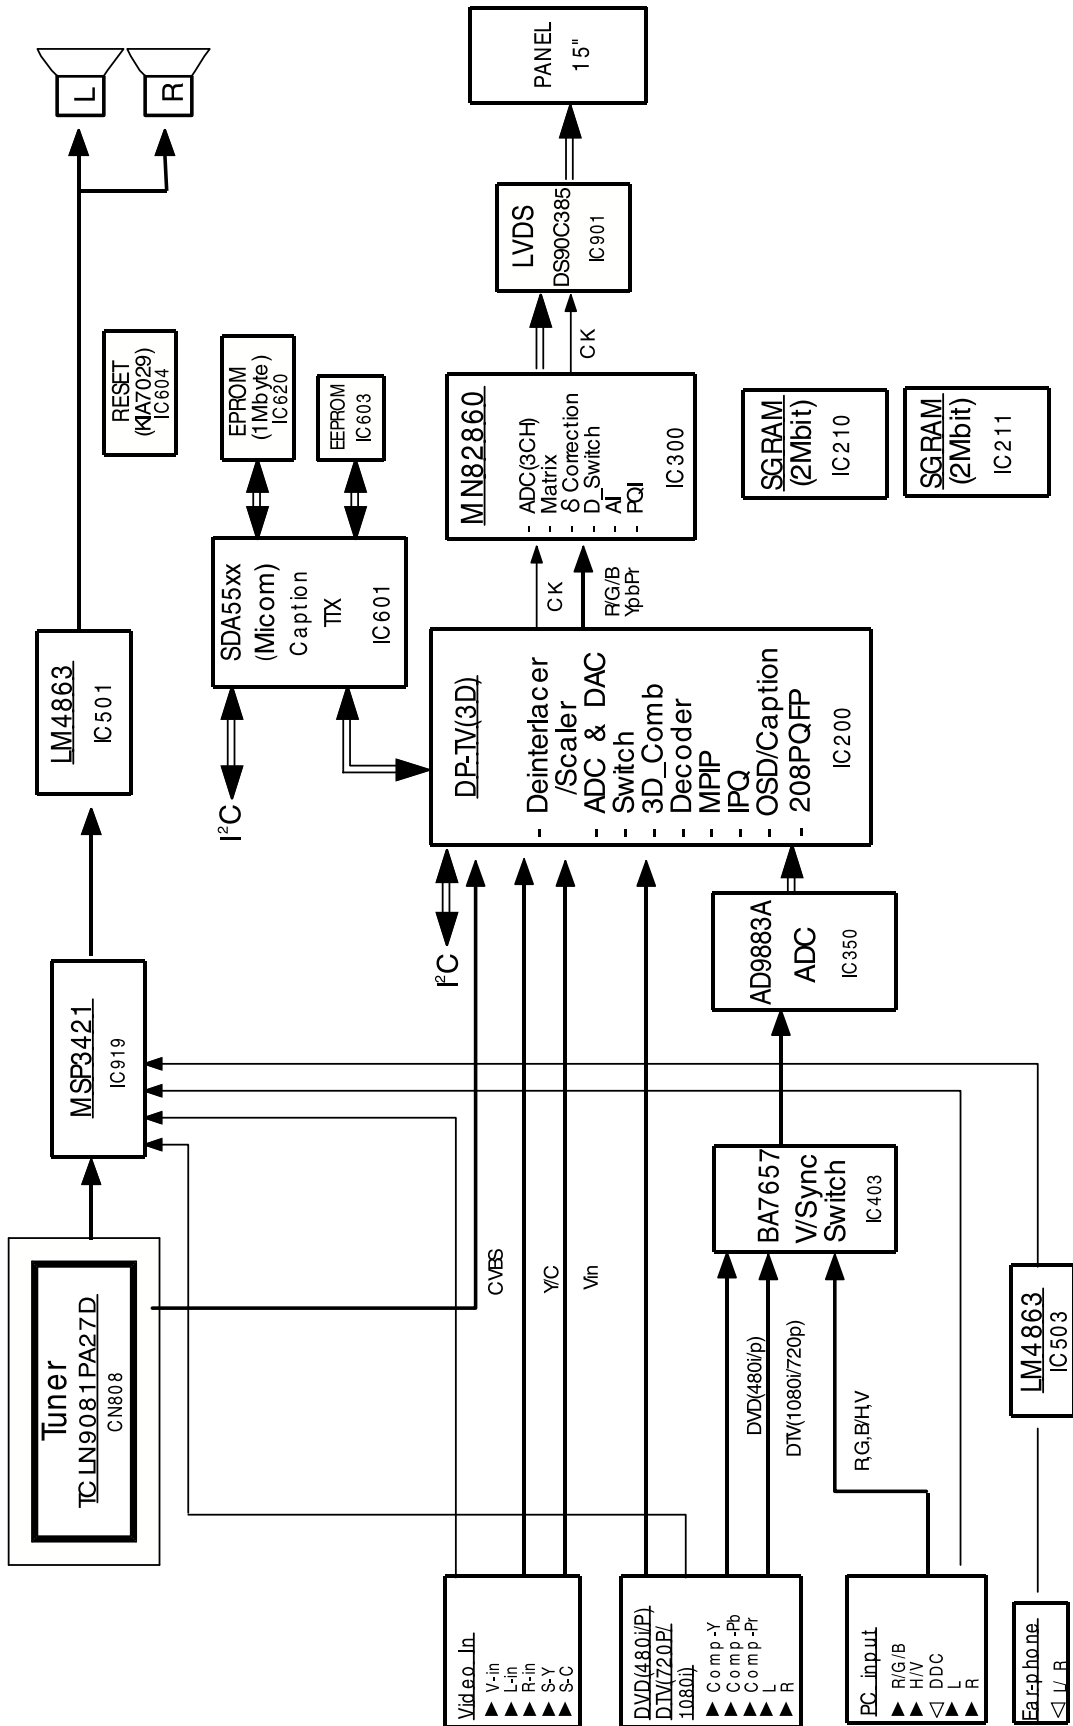 L
R
PANEL
15"
LVDS
DS90C385
IC901
RESET
(KIA7029)
IC604
EPROM
(1Mbyte)
IC620
EEPROM
IC603
MN82860
- ADC(3CH)
- Matrix
- δ Correction
- D_Switch
- AI
- PQI
IC300
CK
SGRAM
(2Mbit)
IC210
SGRAM
(2Mbit)
IC211
LM4863
IC501
SDA55xx
(Micom)
Caption
TTX
IC601
CK
R/G/B
YpbPr
DP-TV(3D)
- Deinterlacer
/Scaler
- ADC & DAC
- Switch
- 3D_Comb
- Decoder
- MPIP
- IPQ
- OSD/Caption
- 208PQFP
IC200
I²C
I²C
MSP3421
IC919
AD9883A
ADC
IC350
BA7657
V/Sync
Switch
IC403
Tuner
TCLN9081PA27D
CN808
CVBS
Y/C
Vin
DVD(480i/p)
DTV(1080i/720p)
R,G,B/H,V
LM4863
IC503
Video In
▶ V-in
▶ L-in
▶ R-in
▶ S-Y
▶ S-C
DVD(480i/P)
DTV(720P/
1080i)
▶ Comp-Y
▶ Comp-Pb
▶ Comp-Pr
▶ L
▶ R
PC. input
▶ R/G/B
▶ H/V
◁ DDC
▶ L
▶ R
Ear-phone
◁ L/R